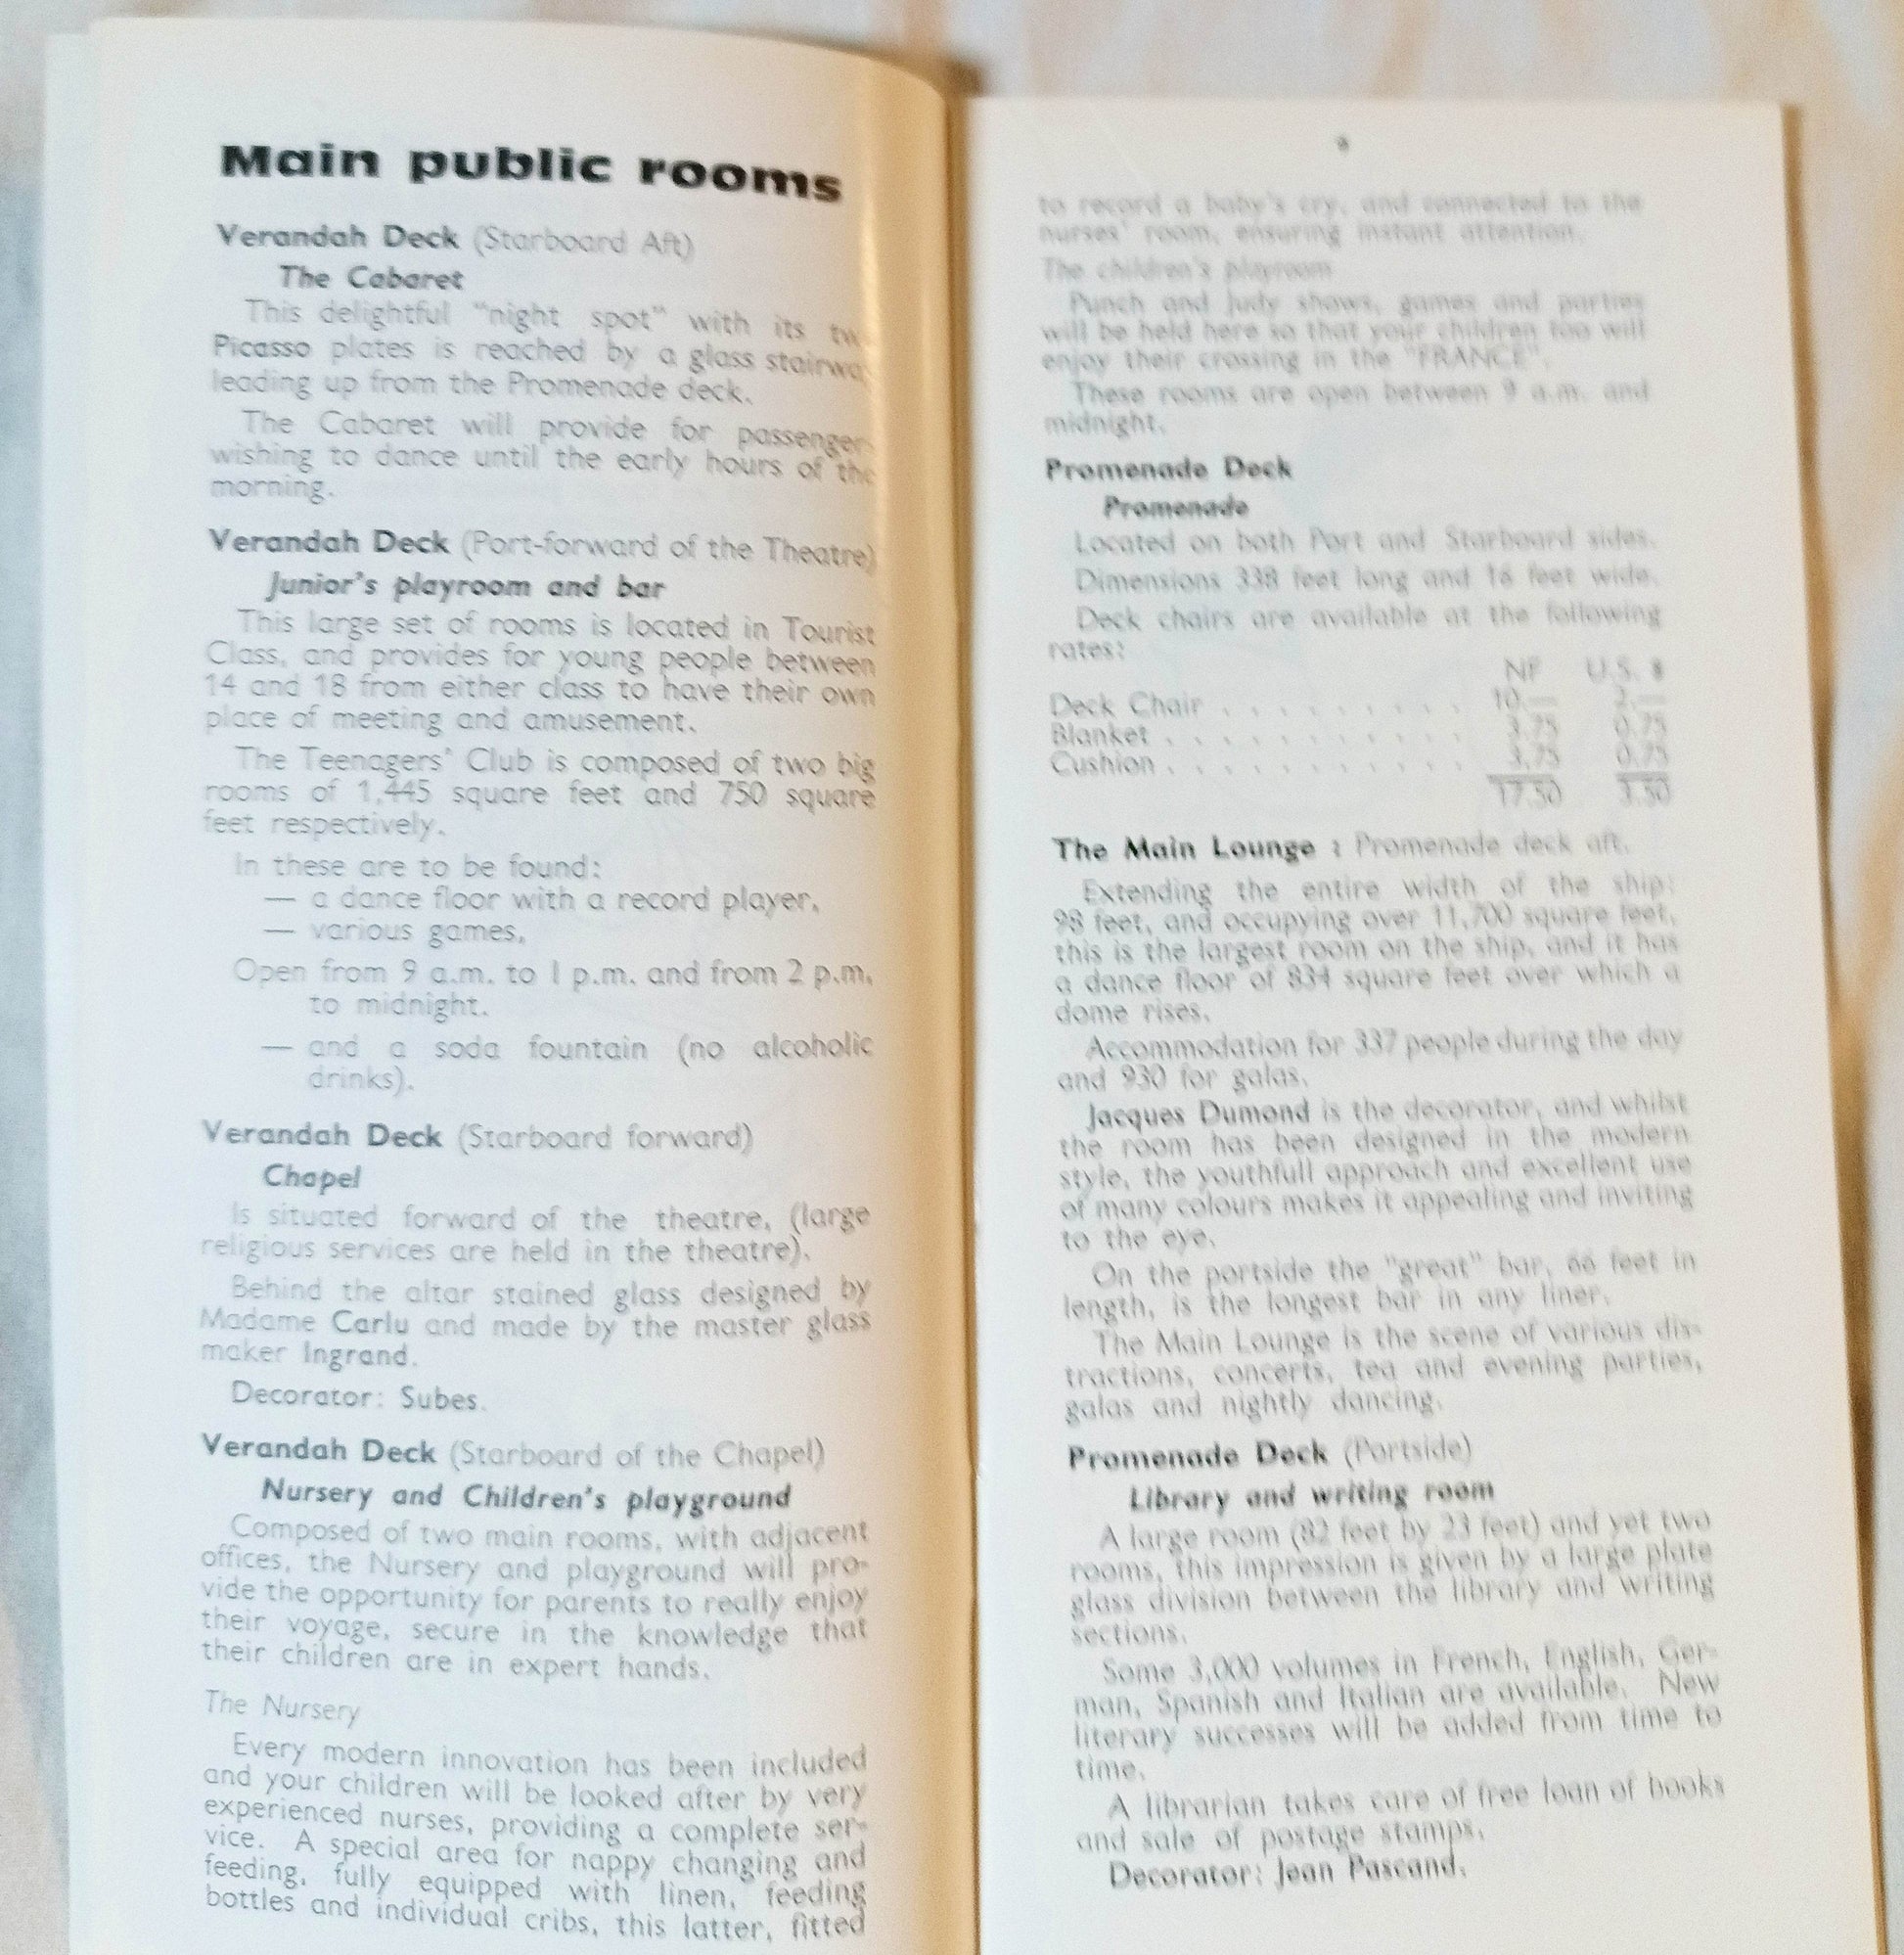 Main public rooms
Verandah Deck (Starboard Aft)
The Cabaret
This delightful "night spot" with its
Picasso plates is reached by a glass
leading up from the Promenade deck.
The Cabaret will provide for
wishing to dance until the early hours of the
morning.
Verandah Deck (Port-forward of the Theatre)
Junior's playroom and bar
This large set of rooms is located in Tourist
Class, and provides for young people between
14 and 18 from either class to have their own
place of meeting and amusement.
The Teenagers' Club is composed of two big
rooms of 1,445 square feet and 750 square
feet respectively.
In these are to be found:
— a dance floor with a record player,
— various games,
Open from 9 a.m. to 1 p.m. and from 2 p.m.
to midnight.
— and a soda fountain (no alcoholic
drinks).
Verandah Deck (Starboard forward)
Chapel
Is situated forward of the theatre, (large
religious services are held in the theatre).
Behind the altar stained glass designed by
Madame Carlu and made by the master glass
maker Ingrand.
Decorator: Subes.
Verandah Deck (Starboard of the Chapel)
Nursery and Children's playground
Composed of two main rooms, with adjacent
offices, the Nursery and playground will pro-
vide the opportunity for parents to really enjoy
their voyage, secure in the knowledge that
their children are in expert hands.
The Nursery
Every modern innovation has been included
and your children will be looked after by very
experienced nurses, providing a complete ser-
vice. A special area for nappy changing and
feeding, fully equipped with linen, feeding
bottles and individual cribs, this latter, fitted
to record a baby's cry, and connected to the
nurses' room, ensuring instant attention.
The children's playroom
Punch and Judy shows, games and parties
will be held here so that your children too will
enjoy their crossing in the "FRANCE".
These rooms are open between 9 a.m. and
midnight.
Promenade Deck
Promenade
Located on both Port and Starboard sides.
Dimensions 338 feet long and 16 feet wide.
Deck chairs are available at the following
rates:
NF U.S. $
Deck Chair . . . . . . . . . 10.— 2.—
Blanket . . . . . . . . . . . 3.75 0.75
Cushion . . . . . . . . . . . 3.75 0.75
17.50 3.50
The Main Lounge : Promenade deck aft.
Extending the entire width of the ship:
98 feet, and occupying over 11,700 square feet,
this is the largest room on the ship, and it has
a dance floor of 834 square feet over which a
dome rises.
Accommodation for 337 people during the day
and 930 for galas.
Jacques Dumond is the decorator, and whilst
the room has been designed in the modern
style, the youthfull approach and excellent use
of many colours makes it appealing and inviting
to the eye.
On the portside the "great" bar, 66 feet in
length, is the longest bar in any liner.
The Main Lounge is the scene of various dis-
tractions, concerts, tea and evening parties,
galas and nightly dancing.
Promenade Deck (Portside)
Library and writing room
A large room (82 feet by 23 feet) and yet two
rooms, this impression is given by a large plate
glass division between the library and writing
sections.
Some 3,000 volumes in French, English, Ger-
man, Spanish and Italian are available. New
literary successes will be added from time to
time.
A librarian takes care of free loan of books
and sale of postage stamps.
Decorator: Jean Pascand.